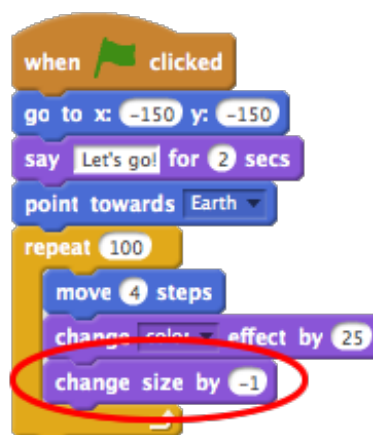 when clicked
go to x: -150 y: -150
say Let's go! for 2 secs
point towards Earth
repeat 100
move 4 steps
change color effect by 25
change size by -1